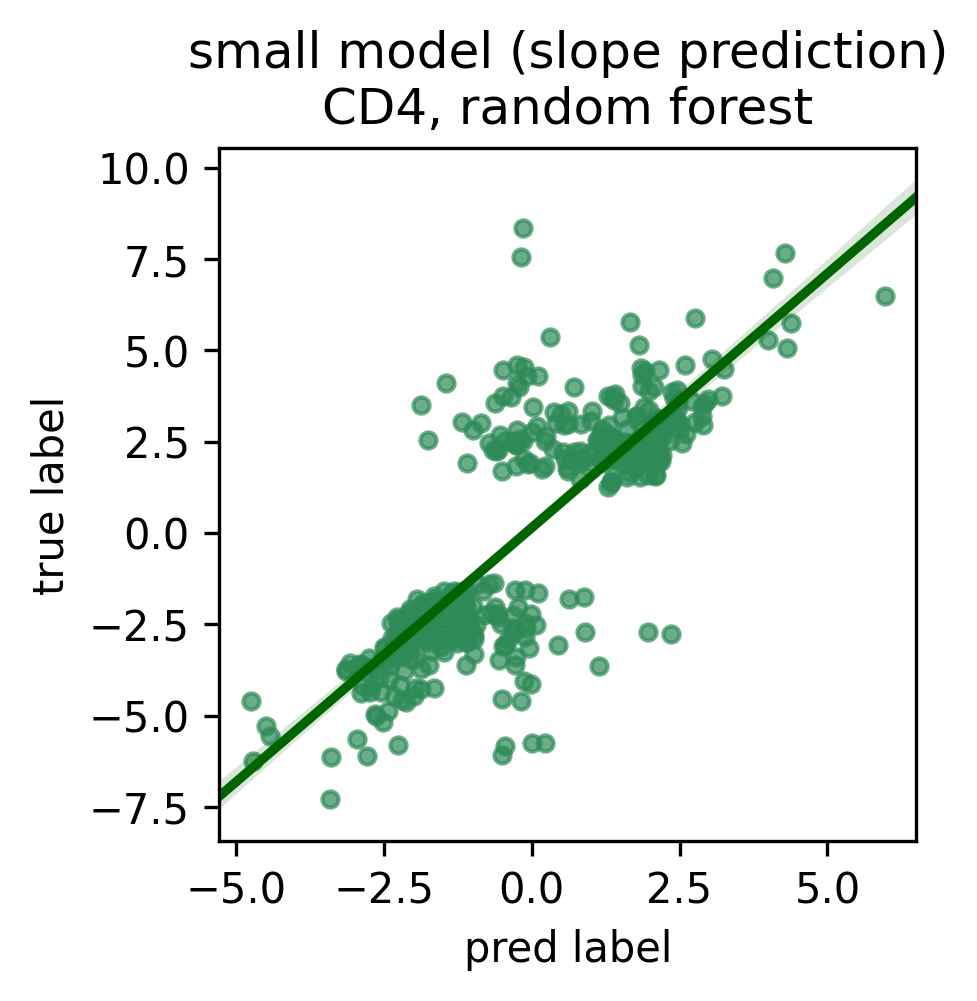 small model (slope prediction)
CD4, random forest
10.0
7.5
5.0
2.5
0.0
−2.5
−5.0
−7.5
true label
−5.0 −2.5 0.0 2.5 5.0
pred label